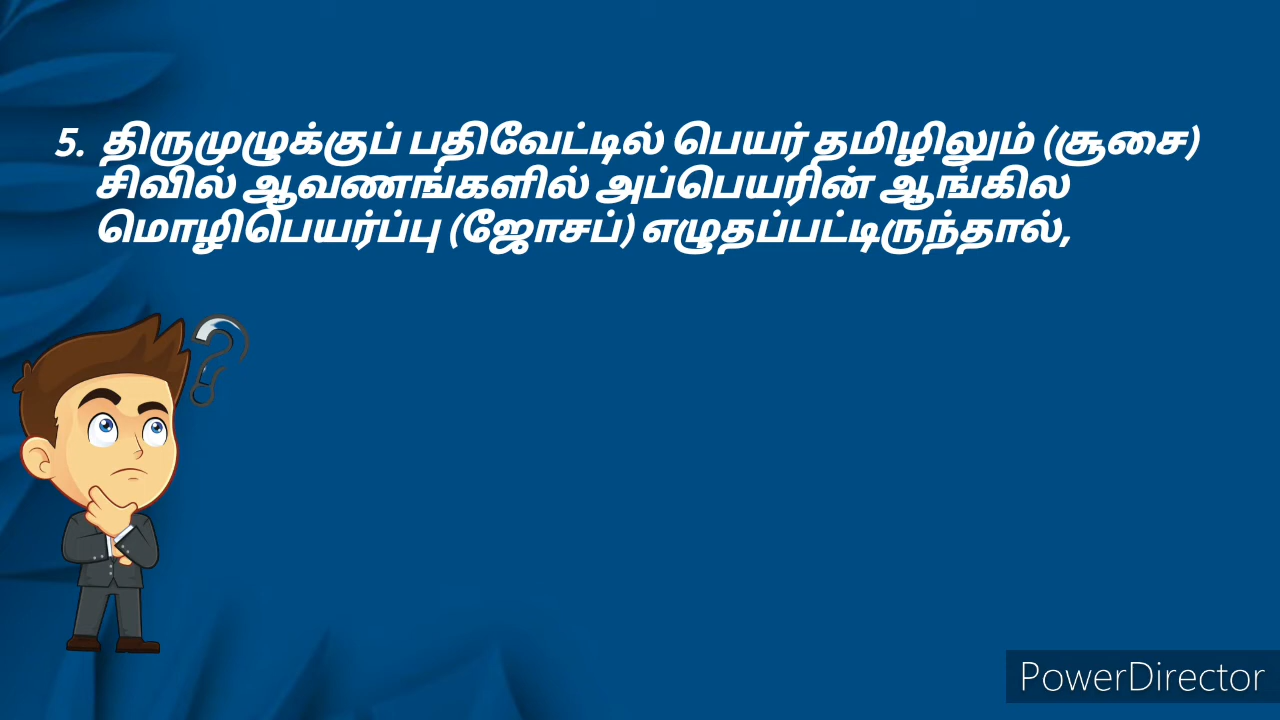 5. திருமுழுக்குப் பதிவேட்டில் பெயர் தமிழிலும் (சூசை)
சிவில் ஆவணங்களில் அப்பெயரின் ஆங்கில
மொழிபெயர்ப்பு (ஜோசப்) எழுதப்பட்டிருந்தால்,
PowerDirector